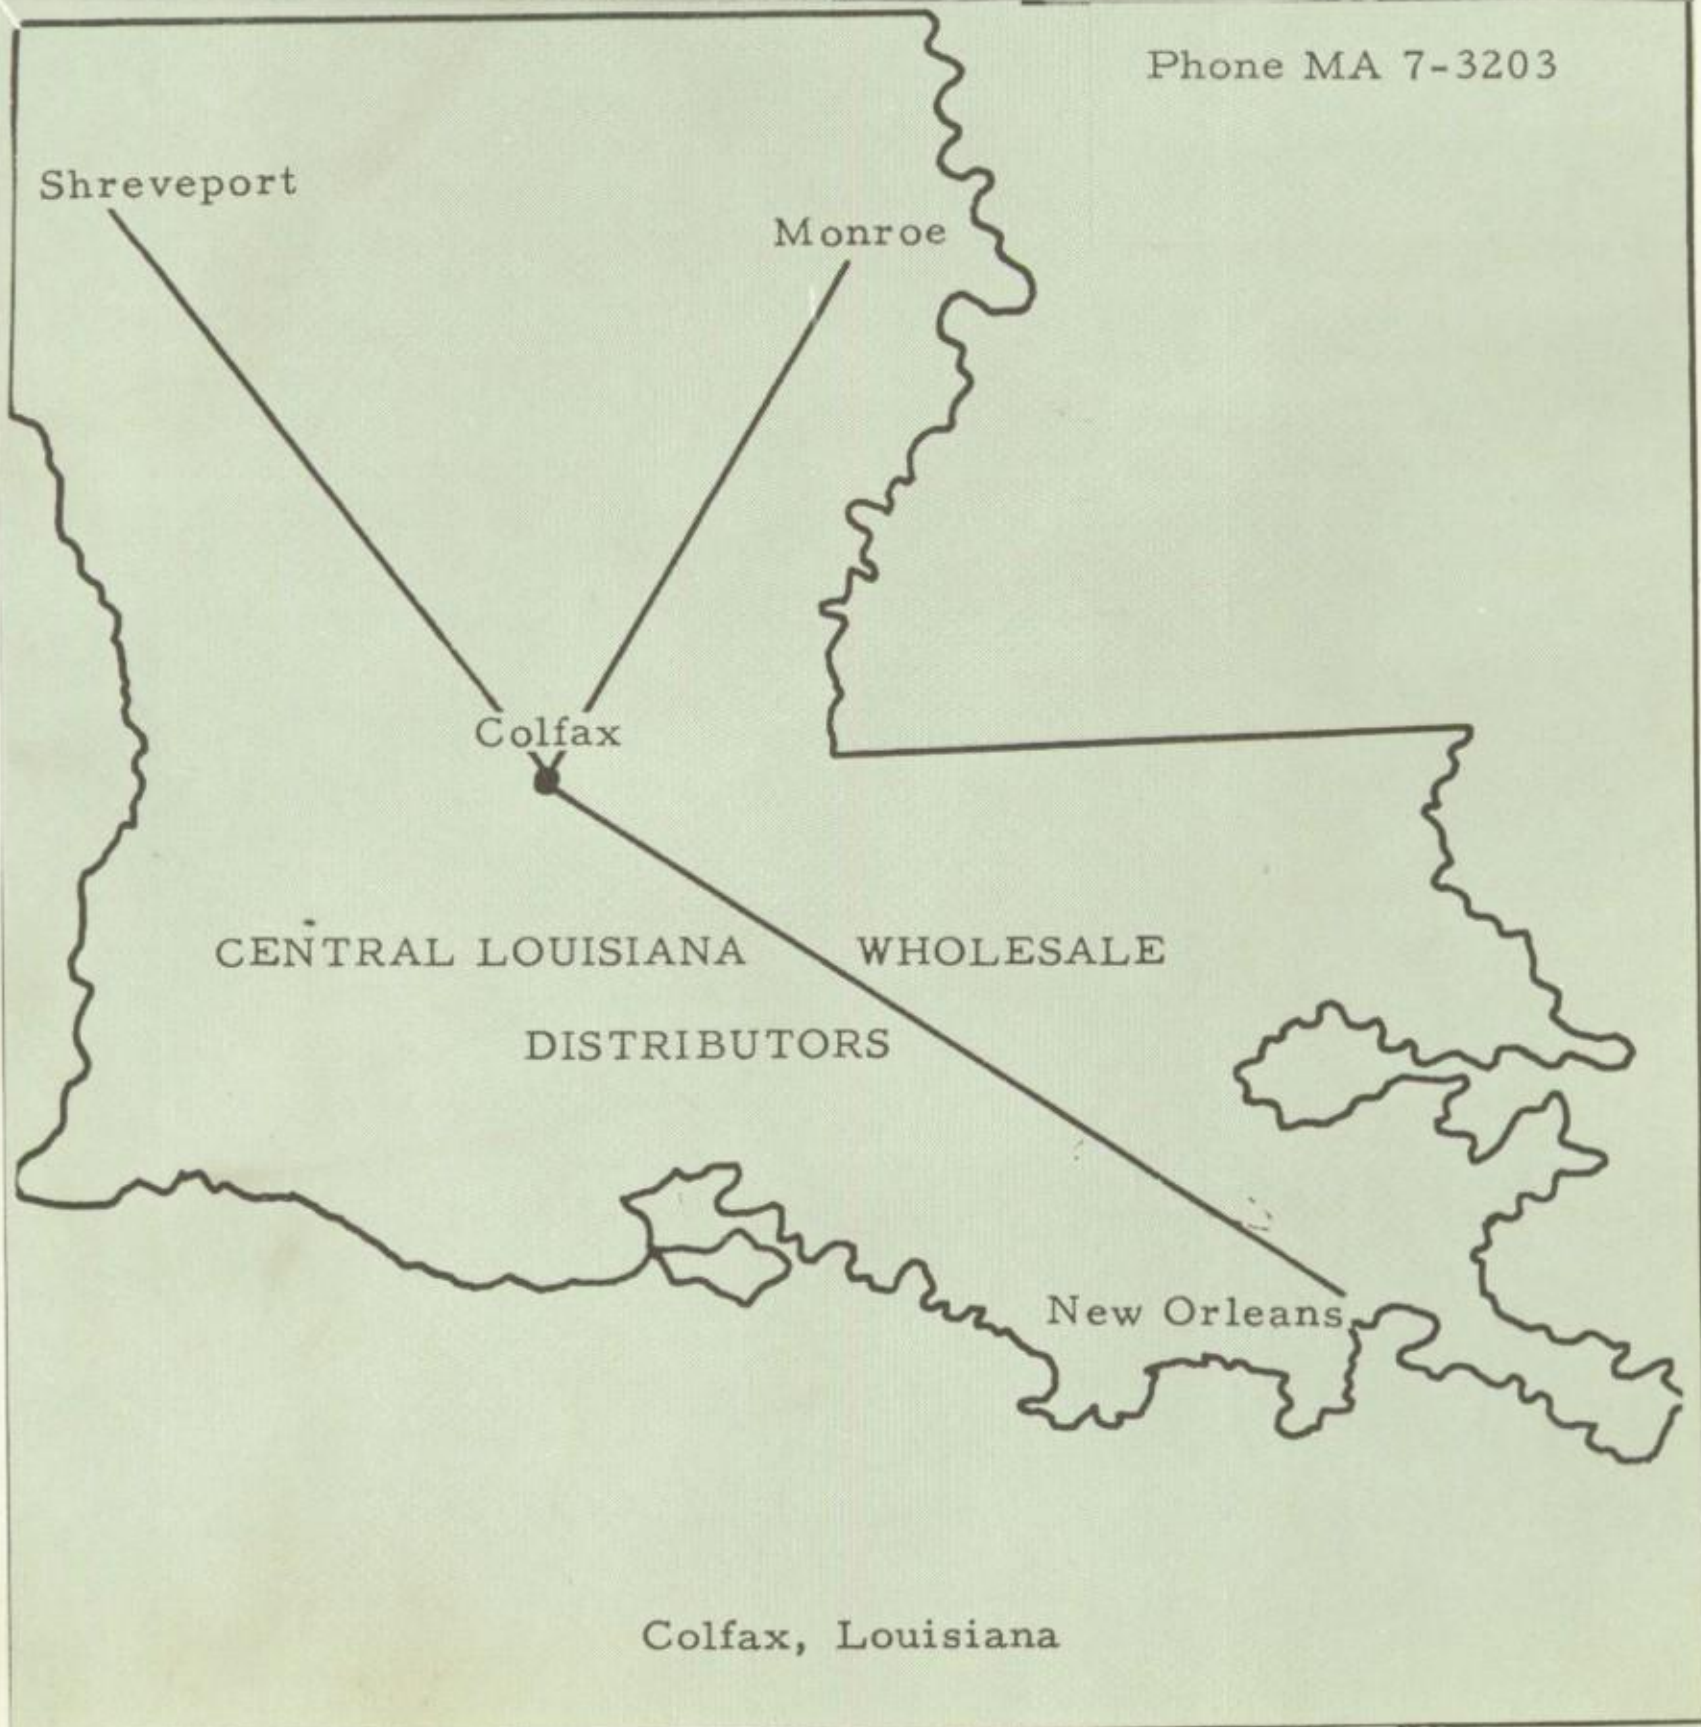 Phone MA 7-3203
Shreveport
Monroe
Colfax
CENTRAL LOUISIANA WHOLESALE
DISTRIBUTORS
New Orleans
Colfax, Louisiana